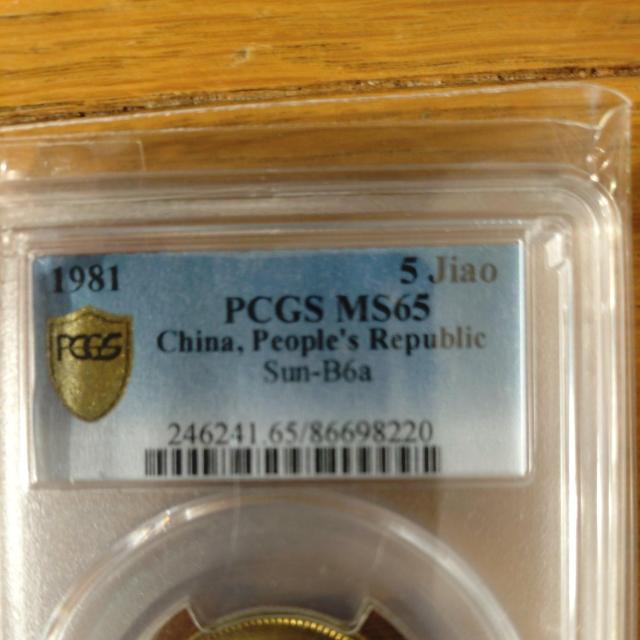 1981 5 Jiao
PCGS MS65
China, People's Republic
Sun-B6a
PCGS
246241.65/86698220